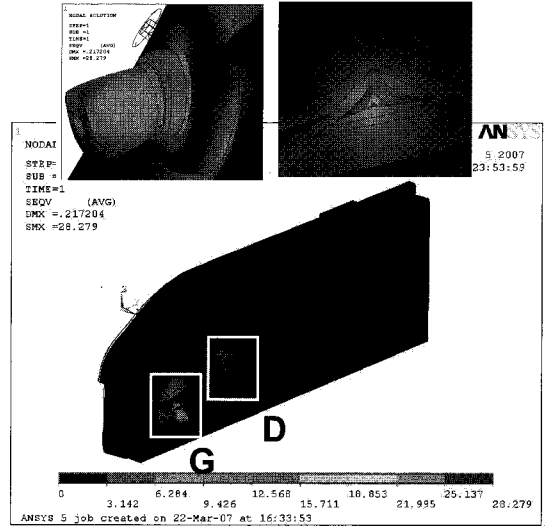 1
NODAL SOLUTION
STEP=1
SUB =1
TIME=1
SEQV (AVG)
DMX =.217204
SMX =28.279
1
ANSYS
NODAL
5 2007
23:53:59
STEP=
SUB =
TIME=1
SEQV (AVG)
DMX =.217204
SMX =28.279
D
G
0 6.284 12.568 18.853 25.137
3.142 9.426 15.711 21.995 28.279
ANSYS 5 job created on 22-Mar-07 at 16:33:53